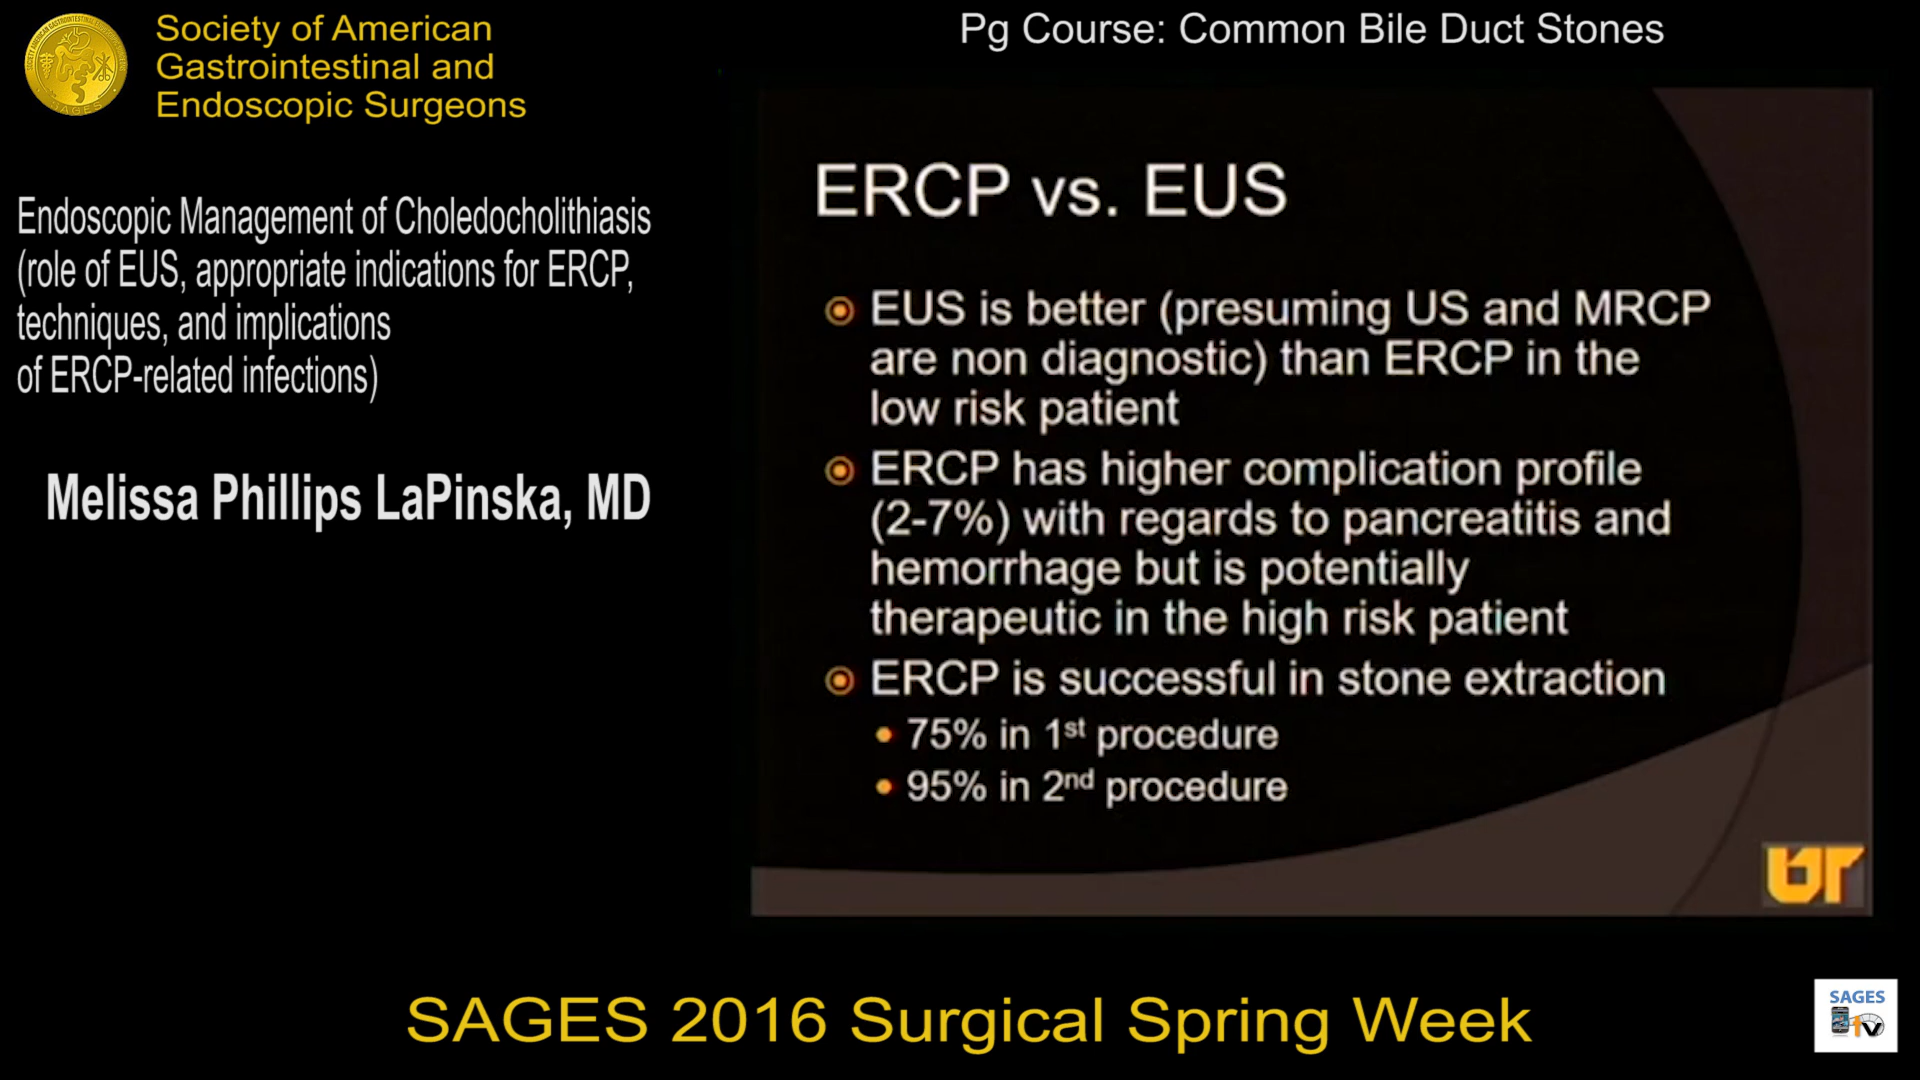 Society of American
Gastrointestinal and
Endoscopic Surgeons
Pg Course: Common Bile Duct Stones
Endoscopic Management of Choledocholithiasis
(role of EUS, appropriate indications for ERCP,
techniques, and implications
of ERCP-related infections)
Melissa Phillips LaPinska, MD
ERCP vs. EUS
EUS is better (presuming US and MRCP
are non diagnostic) than ERCP in the
low risk patient
ERCP has higher complication profile
(2-7%) with regards to pancreatitis and
hemorrhage but is potentially
therapeutic in the high risk patient
ERCP is successful in stone extraction
75% in 1st procedure
95% in 2nd procedure
UT
SAGES 2016 Surgical Spring Week
SAGES
tv